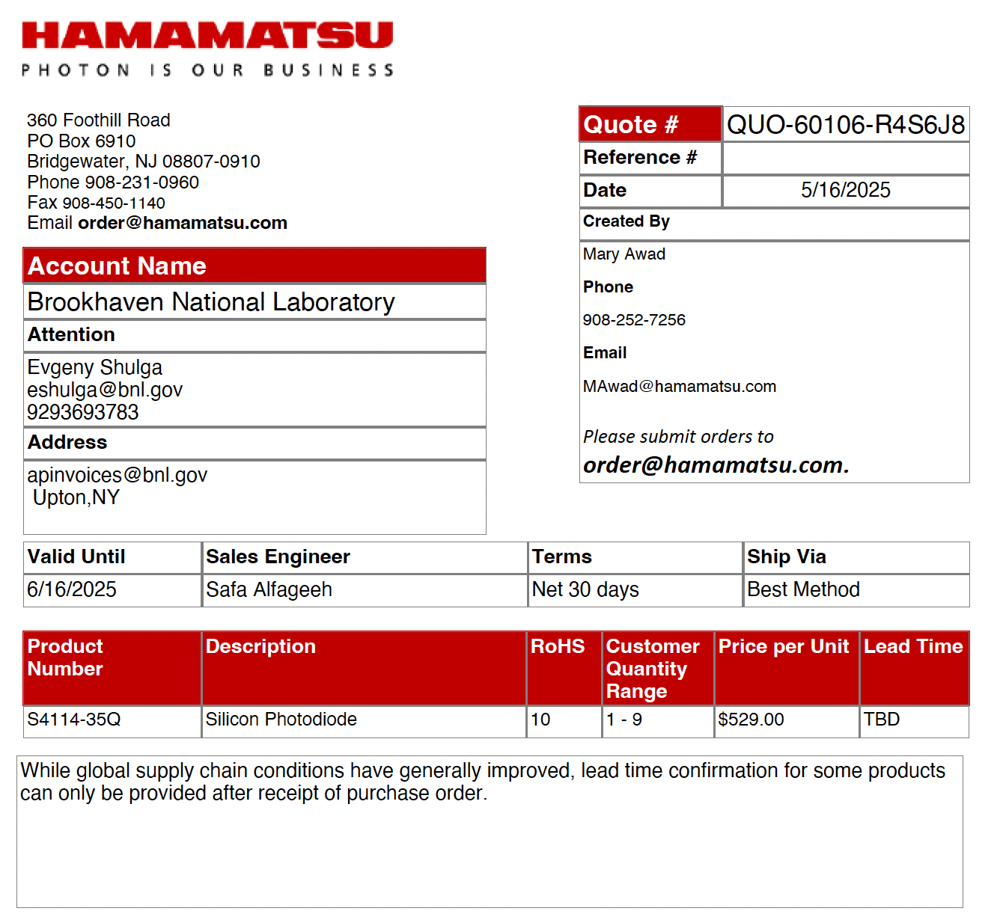 HAMAMATSU
PHOTON IS OUR BUSINESS
360 Foothill Road
PO Box 6910
Bridgewater, NJ 08807-0910
Phone 908-231-0960
Fax 908-450-1140
Email order@hamamatsu.com
Quote # QUO-60106-R4S6J8
Reference #
Date 5/16/2025
Created By
Mary Awad
Phone
908-252-7256
Email
MAwad@hamamatsu.com
Please submit orders to
order@hamamatsu.com.
Account Name
Brookhaven National Laboratory
Attention
Evgeny Shulga
eshulga@bnl.gov
9293693783
Address
apinvoices@bnl.gov
Upton,NY
Valid Until Sales Engineer Terms Ship Via
6/16/2025 Safa Alfageeh Net 30 days Best Method
Product Number Description RoHS Customer Quantity Range Price per Unit Lead Time
S4114-35Q Silicon Photodiode 10 1 - 9 $529.00 TBD
While global supply chain conditions have generally improved, lead time confirmation for some products
can only be provided after receipt of purchase order.